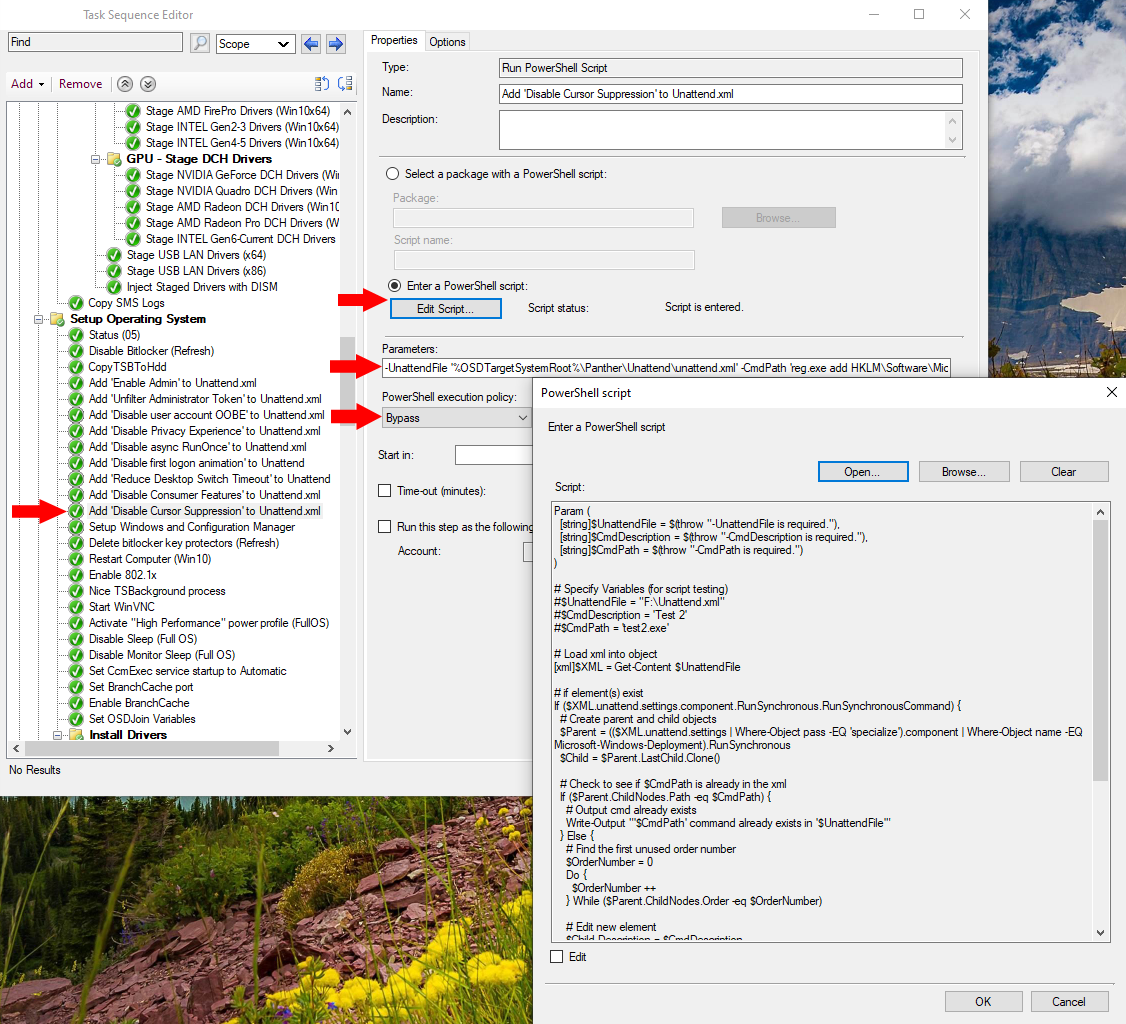 Task Sequence Editor
Find
Scope
Add
Remove
Stage AMD FirePro Drivers (Win10x64)
Stage INTEL Gen2-3 Drivers (Win10x64)
Stage INTEL Gen4-5 Drivers (Win10x64)
GPU - Stage DCH Drivers
Stage NVIDIA GeForce DCH Drivers (Wi
Stage NVIDIA Quadro DCH Drivers (Win
Stage AMD Radeon DCH Drivers (Win10
Stage AMD Radeon Pro DCH Drivers (W
Stage INTEL Gen6-Current DCH Drivers
Stage USB LAN Drivers (x64)
Stage USB LAN Drivers (x86)
Inject Staged Drivers with DISM
Copy SMS Logs
Setup Operating System
Status (05)
Disable Bitlocker (Refresh)
CopyTSBToHdd
Add 'Enable Admin' to Unattend.xml
Add 'Unfilter Administrator Token' to Unattend.xml
Add 'Disable user account OOBE' to Unattend.xml
Add 'Disable Privacy Experience' to Unattend.xml
Add 'Disable async RunOnce' to Unattend.xml
Add 'Disable first logon animation' to Unattend
Add 'Reduce Desktop Switch Timeout' to Unattend
Add 'Disable Consumer Features' to Unattend.xml
Add 'Disable Cursor Suppression' to Unattend.xml
Setup Windows and Configuration Manager
Delete bitlocker key protectors (Refresh)
Restart Computer (Win10)
Enable 802.1x
Nice TSBackground process
Start WinVNC
Activate "High Performance" power profile (FullOS)
Disable Sleep (Full OS)
Disable Monitor Sleep (Full OS)
Set CcmExec service startup to Automatic
Set BranchCache port
Enable BranchCache
Set OSDJoin Variables
Install Drivers
No Results
Properties
Options
Type:
Run PowerShell Script
Name:
Add 'Disable Cursor Suppression' to Unattend.xml
Description:
Select a package with a PowerShell script:
Package:
Browse...
Script name:
Enter a PowerShell script:
Edit Script...
Script status:
Script is entered.
Parameters:
-UnattendFile '%OSDTargetSystemRoot%\Panther\Unattend\unattend.xml' -CmdPath 'reg.exe add HKLM\Software\Mic
PowerShell execution policy:
Bypass
Start in:
Time-out (minutes):
Run this step as the following
Account:
PowerShell script
Enter a PowerShell script
Open...
Browse...
Clear
Script:
Param (
[string]$UnattendFile = $(throw "-UnattendFile is required."),
[string]$CmdDescription = $(throw "-CmdDescription is required."),
[string]$CmdPath = $(throw "-CmdPath is required.")
)
# Specify Variables (for script testing)
#$UnattendFile = "F:\Unattend.xml"
#$CmdDescription = 'Test 2'
#$CmdPath = 'test2.exe'
# Load xml into object
[xml]$XML = Get-Content $UnattendFile
# if element(s) exist
If ($XML.unattend.settings.component.RunSynchronous.RunSynchronousCommand) {
# Create parent and child objects
$Parent = (($XML.unattend.settings | Where-Object pass -EQ 'specialize').component | Where-Object name -EQ
Microsoft-Windows-Deployment).RunSynchronous
$Child = $Parent.LastChild.Clone()
# Check to see if $CmdPath is already in the xml
If ($Parent.ChildNodes.Path -eq $CmdPath) {
# Output cmd already exists
Write-Output "'$CmdPath' command already exists in '$UnattendFile'"
} Else {
# Find the first unused order number
$OrderNumber = 0
Do {
$OrderNumber ++
} While ($Parent.ChildNodes.Order -eq $OrderNumber)
# Edit new element
$Child.Description = $CmdDescription
Edit
OK
Cancel